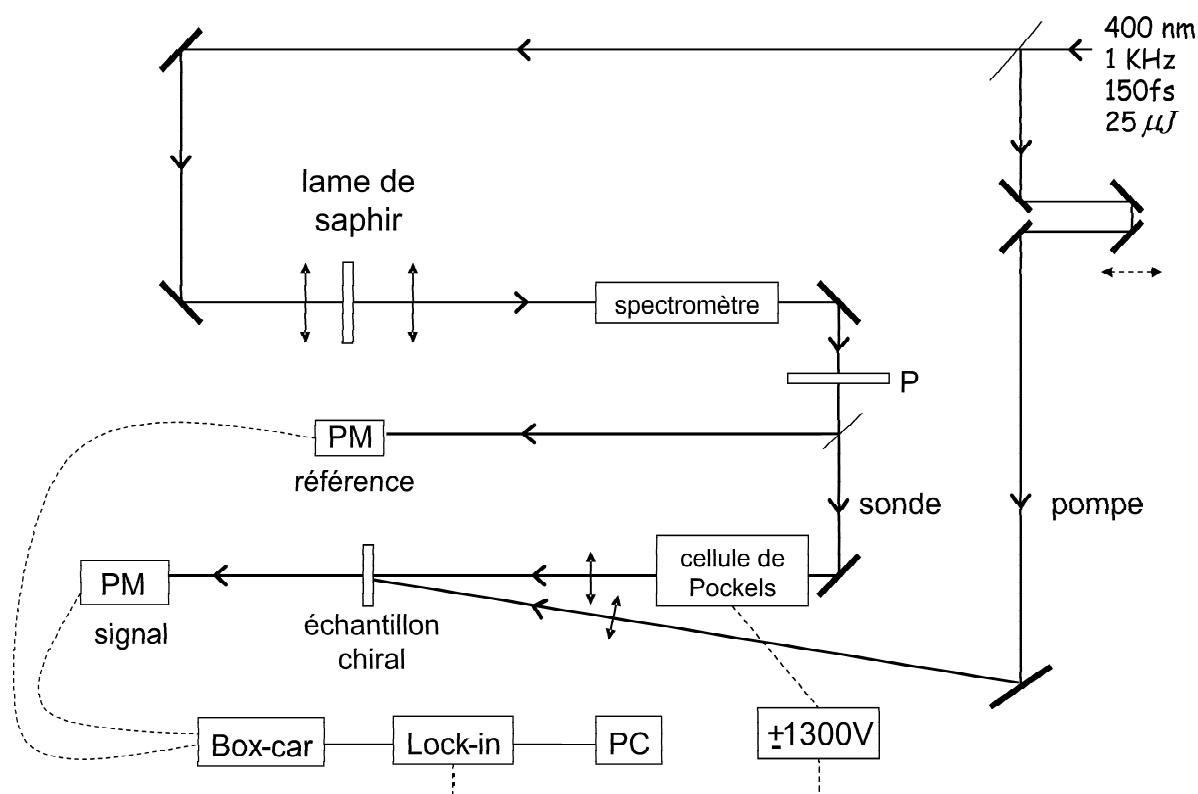 400 nm
1 KHz
150fs
25 μJ
lame de
saphir
spectromètre
P
PM
référence
sonde
pompe
cellule de
Pockels
PM
signal
échantillon
chiral
±1300V
Box-car
Lock-in
PC